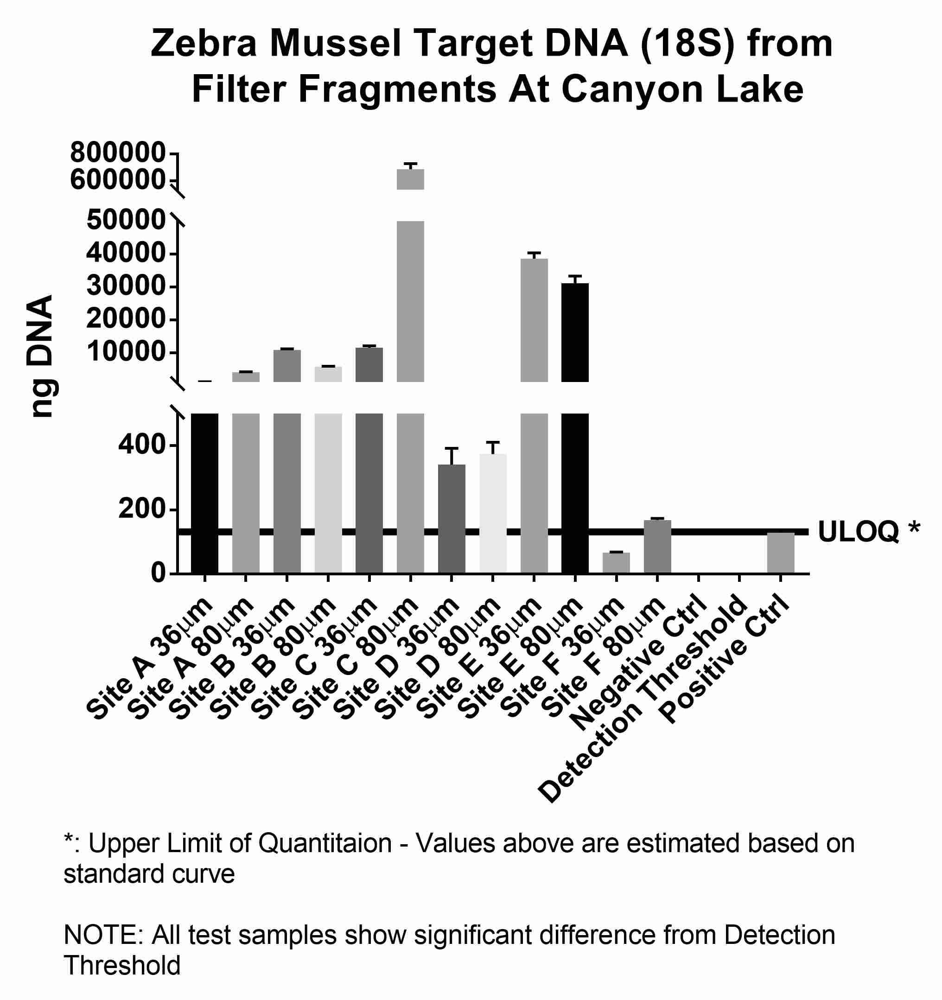 Zebra Mussel Target DNA (18S) from
Filter Fragments At Canyon Lake
800000
600000
50000
40000
30000
20000
10000
400
200
0
ng DNA
ULOQ *
Site A 36μm
Site A 80μm
Site B 36μm
Site B 80μm
Site C 36μm
Site C 80μm
Site D 36μm
Site D 80μm
Site E 36μm
Site E 80μm
Site F 36μm
Site F 80μm
Negative Ctrl
Detection Threshold
Positive Ctrl
*: Upper Limit of Quantitaion - Values above are estimated based on
standard curve
NOTE: All test samples show significant difference from Detection
Threshold